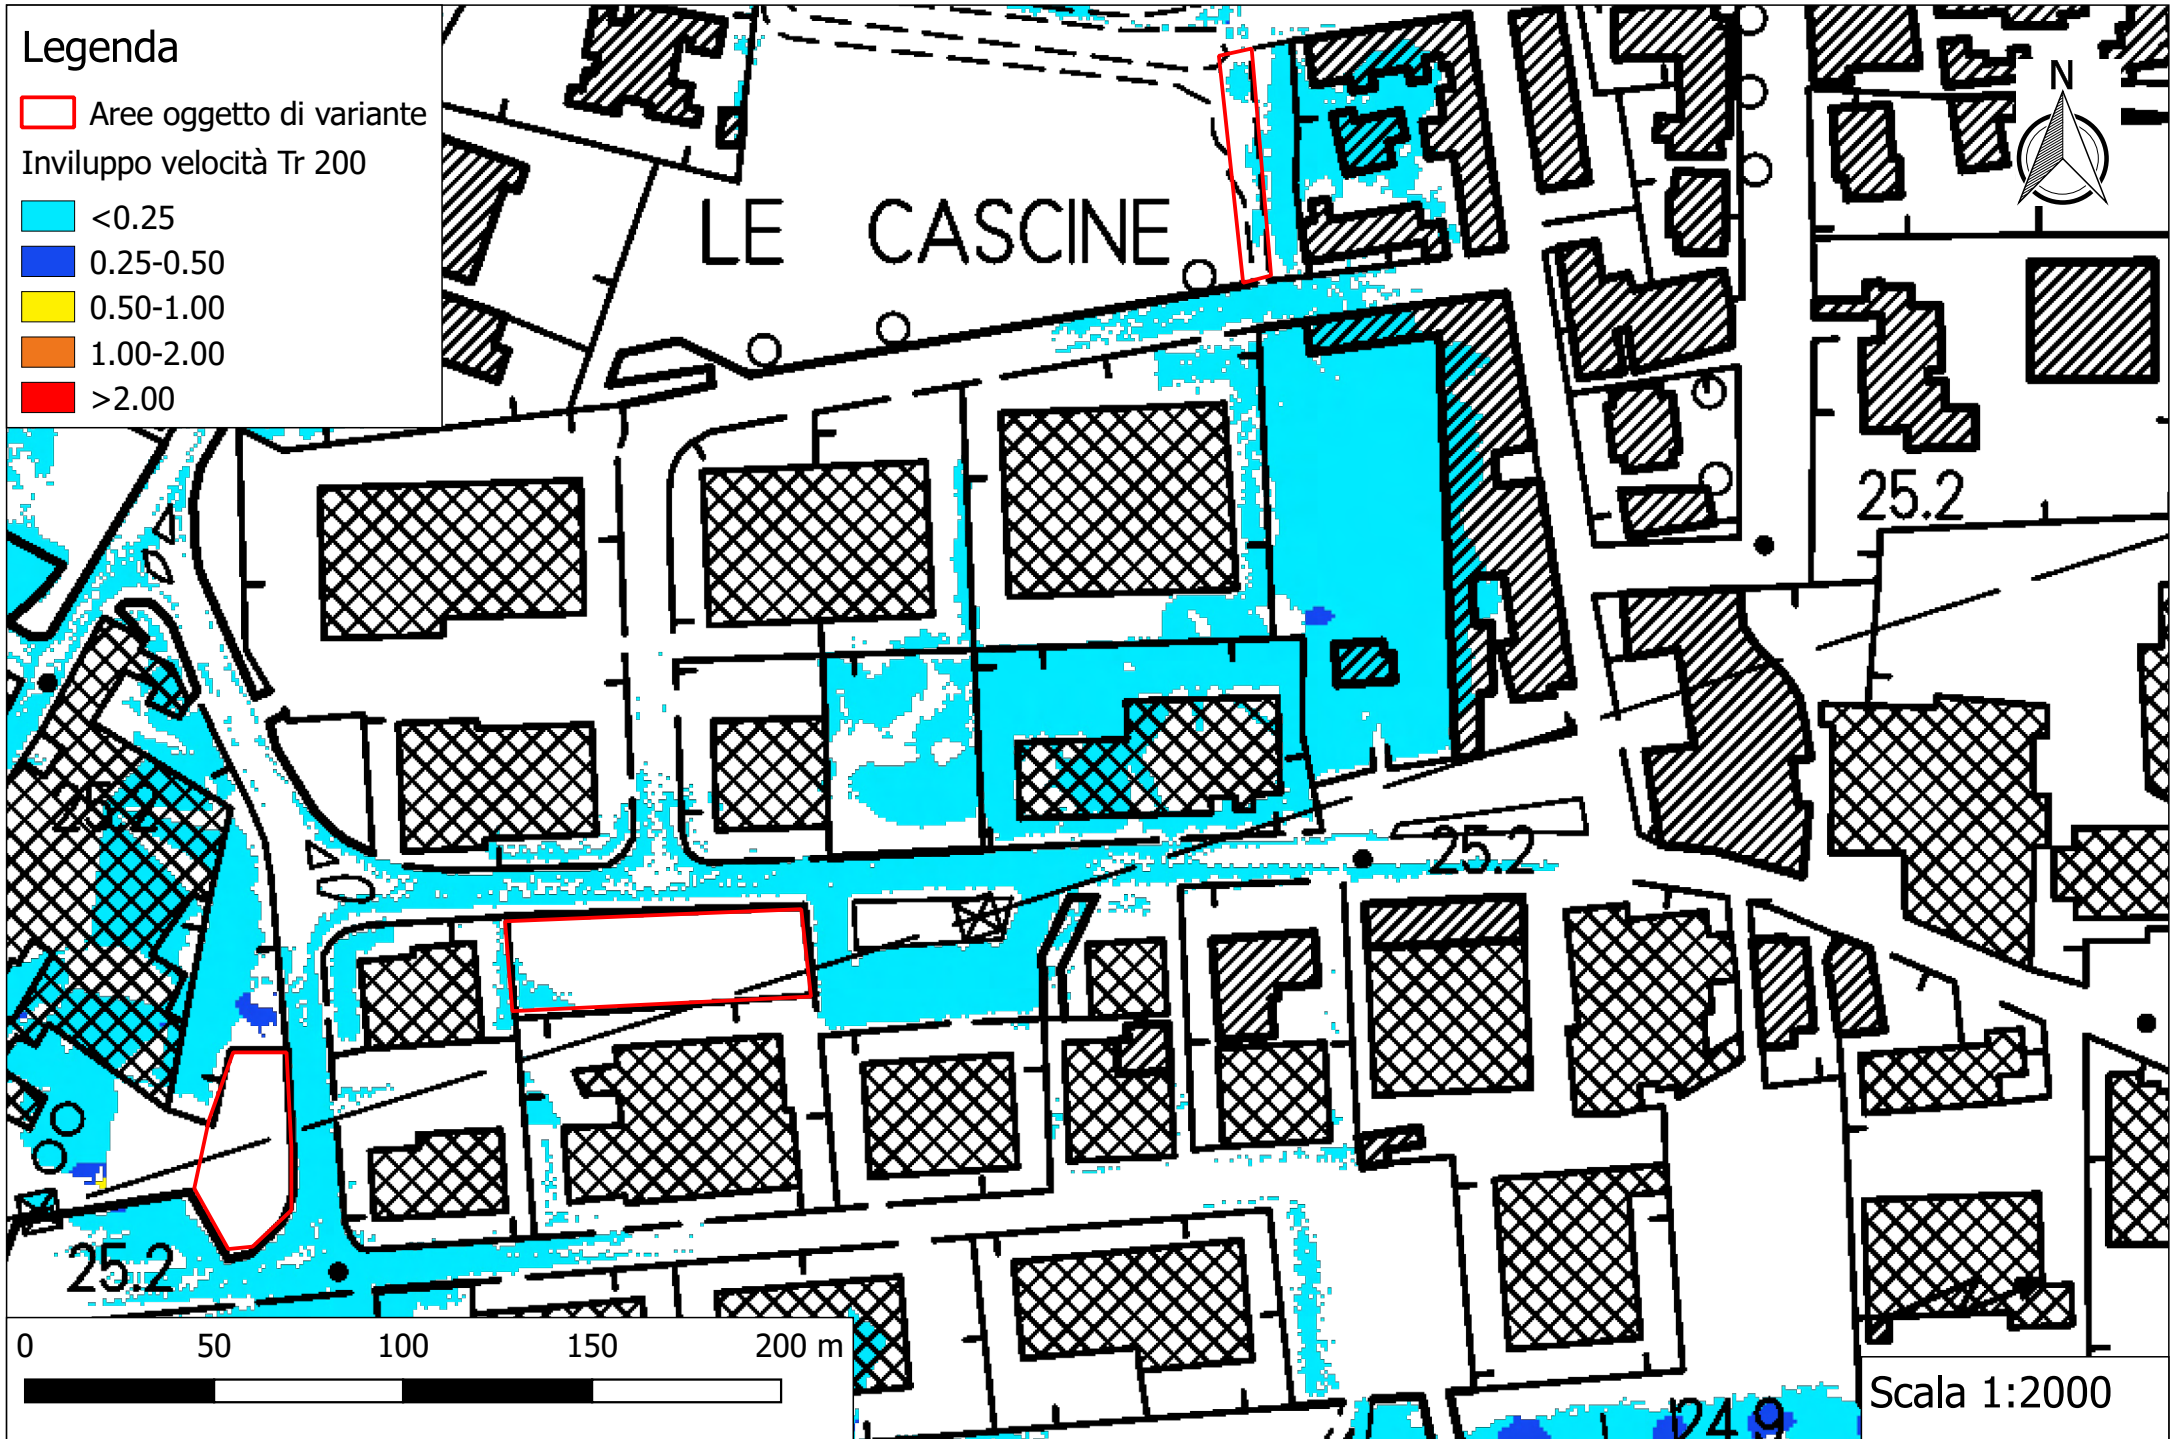 Legenda
Aree oggetto di variante
Inviluppo velocità Tr 200
<0.25
0.25-0.50
0.50-1.00
1.00-2.00
>2.00
N
LE CASCINE
25.2
25.2
25.2
25.2
24.9
0 50 100 150 200 m
Scala 1:2000